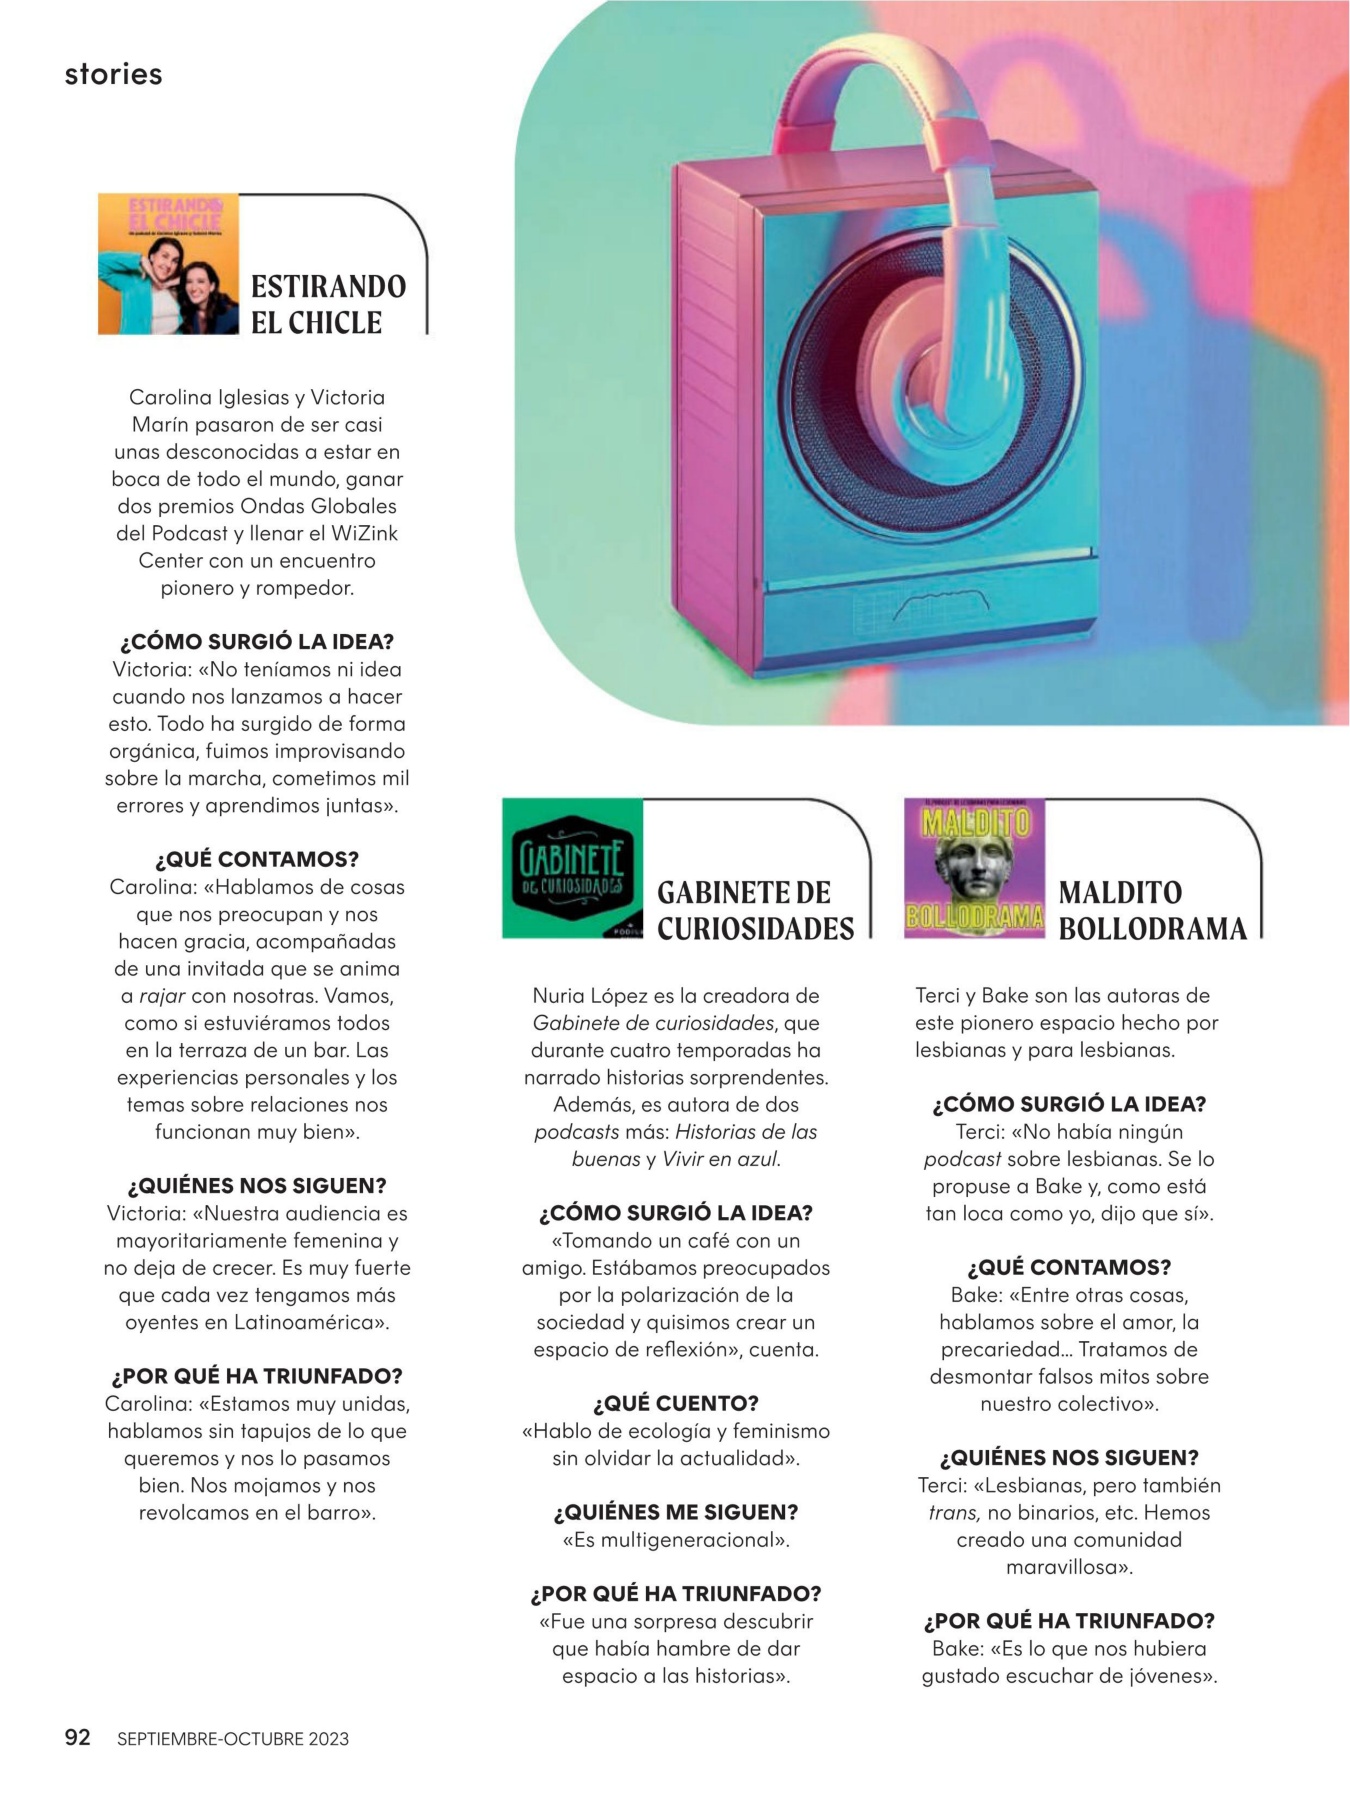 stories
ESTIRANDO
EL CHICLE
ESTIRANDO
EL CHICLE
Carolina Iglesias y Victoria
Marín pasaron de ser casi
unas desconocidas a estar en
boca de todo el mundo, ganar
dos premios Ondas Globales
del Podcast y llenar el WiZink
Center con un encuentro
pionero y rompedor.
¿CÓMO SURGIÓ LA IDEA?
Victoria: «No teníamos ni idea
cuando nos lanzamos a hacer
esto. Todo ha surgido de forma
orgánica, fuimos improvisando
sobre la marcha, cometimos mil
errores y aprendimos juntas».
¿QUÉ CONTAMOS?
Carolina: «Hablamos de cosas
que nos preocupan y nos
hacen gracia, acompañadas
de una invitada que se anima
a rajar con nosotras. Vamos,
como si estuviéramos todos
en la terraza de un bar. Las
experiencias personales y los
temas sobre relaciones nos
funcionan muy bien».
¿QUIÉNES NOS SIGUEN?
Victoria: «Nuestra audiencia es
mayoritariamente femenina y
no deja de crecer. Es muy fuerte
que cada vez tengamos más
oyentes en Latinoamérica».
¿POR QUÉ HA TRIUNFADO?
Carolina: «Estamos muy unidas,
hablamos sin tapujos de lo que
queremos y nos lo pasamos
bien. Nos mojamos y nos
revolcamos en el barro».
GABINETE
DE CURIOSIDADES
PODIUM
GABINETE DE
CURIOSIDADES
Nuria López es la creadora de
Gabinete de curiosidades, que
durante cuatro temporadas ha
narrado historias sorprendentes.
Además, es autora de dos
podcasts más: Historias de las
buenas y Vivir en azul.
¿CÓMO SURGIÓ LA IDEA?
«Tomando un café con un
amigo. Estábamos preocupados
por la polarización de la
sociedad y quisimos crear un
espacio de reflexión», cuenta.
¿QUÉ CUENTO?
«Hablo de ecología y feminismo
sin olvidar la actualidad».
¿QUIÉNES ME SIGUEN?
«Es multigeneracional».
¿POR QUÉ HA TRIUNFADO?
«Fue una sorpresa descubrir
que había hambre de dar
espacio a las historias».
MALDITO
BOLLODRAMA
MALDITO
BOLLODRAMA
Terci y Bake son las autoras de
este pionero espacio hecho por
lesbianas y para lesbianas.
¿CÓMO SURGIÓ LA IDEA?
Terci: «No había ningún
podcast sobre lesbianas. Se lo
propuse a Bake y, como está
tan loca como yo, dijo que sí».
¿QUÉ CONTAMOS?
Bake: «Entre otras cosas,
hablamos sobre el amor, la
precariedad... Tratamos de
desmontar falsos mitos sobre
nuestro colectivo».
¿QUIÉNES NOS SIGUEN?
Terci: «Lesbianas, pero también
trans, no binarios, etc. Hemos
creado una comunidad
maravillosa».
¿POR QUÉ HA TRIUNFADO?
Bake: «Es lo que nos hubiera
gustado escuchar de jóvenes».
92 SEPTIEMBRE-OCTUBRE 2023